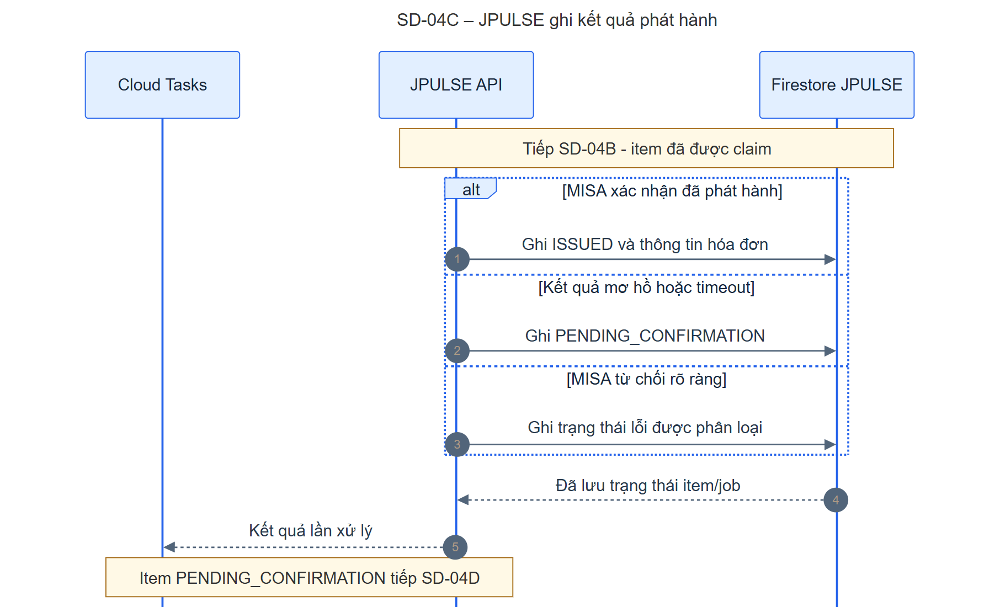 SD-04C – JPULSE ghi kết quả phát hành
Cloud Tasks
JPULSE API
Firestore JPULSE
Tiếp SD-04B - item đã được claim
alt
[MISA xác nhận đã phát hành]
Ghi ISSUED và thông tin hóa đơn
1
[Kết quả mơ hồ hoặc timeout]
Ghi PENDING_CONFIRMATION
2
[MISA từ chối rõ ràng]
Ghi trạng thái lỗi được phân loại
3
Đã lưu trạng thái item/job
4
Kết quả lần xử lý
5
Item PENDING_CONFIRMATION tiếp SD-04D